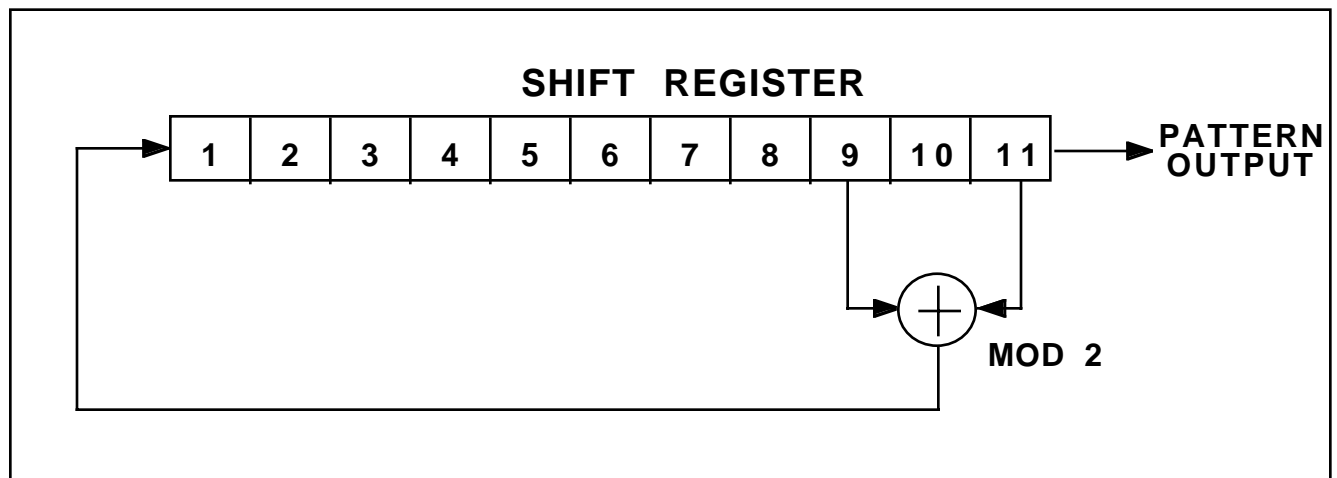 SHIFT REGISTER
1 2 3 4 5 6 7 8 9 10 11
PATTERN
OUTPUT
MOD 2